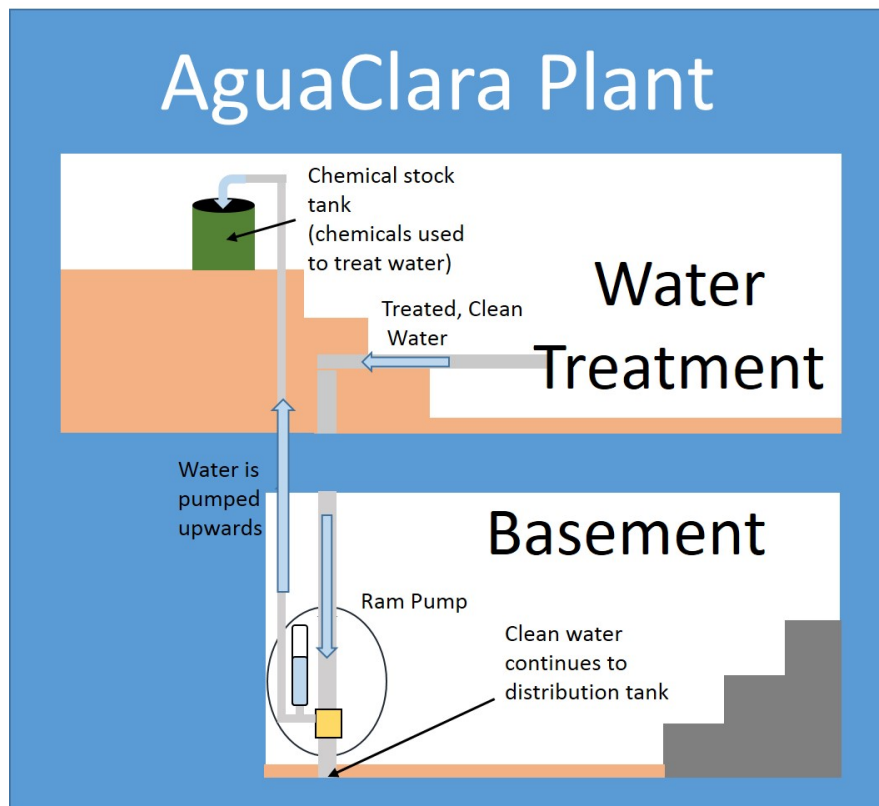 AguaClara Plant
Chemical stock
tank
(chemicals used
to treat water)
Water
Treatment
Treated, Clean
Water
Water is
pumped
upwards
Basement
Ram Pump
Clean water
continues to
distribution tank